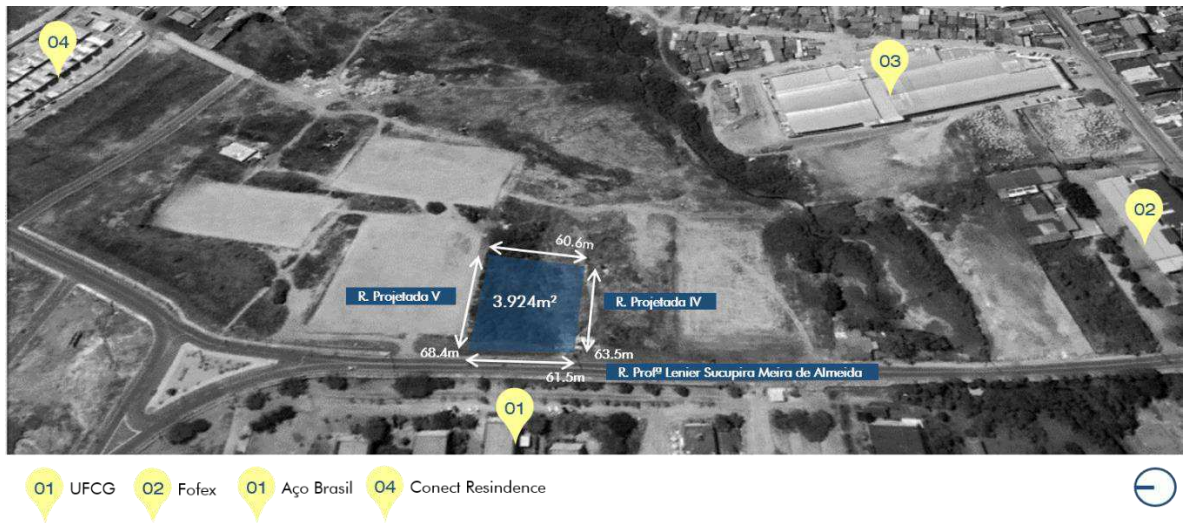 04
03
02
60.6m
R. Projetada V
3.924m²
R. Projetada IV
68.4m
63.5m
61.5m
R. Profª Lenier Sucupira Meira de Almeida
01
01 UFCG
02 Fofex
01 Aço Brasil
04 Conect Resindence